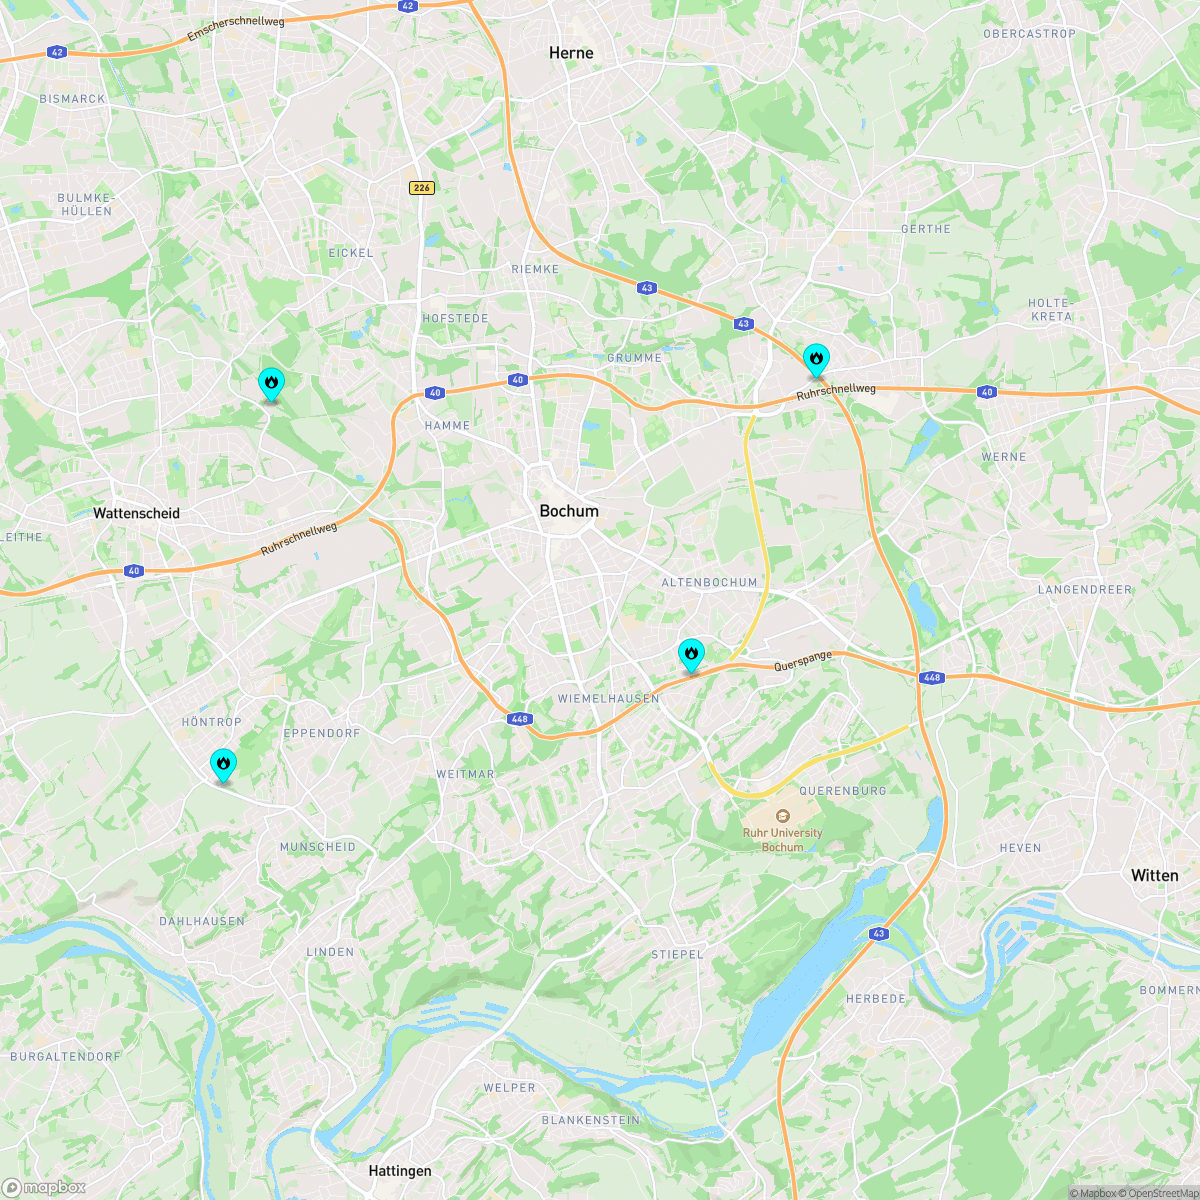 42
Emscherschnellweg
42
Herne
OBERCASTROP
BISMARCK
226
BULMKE-
HÜLLEN
GERTHE
EICKEL
RIEMKE
43
HOLTE-
KRETA
HOFSTEDE
43
GRUMME
40
40
Ruhrschnellweg
40
HAMME
WERNE
Wattenscheid
Bochum
LEITHE
Ruhrschnellweg
40
ALTENBOCHUM
LANGENDREER
Querspange
448
WIEMELHAUSEN
HÖNTROP
448
EPPENDORF
WEITMAR
QUERENBURG
Ruhr University
Bochum
MUNSCHEID
HEVEN
Witten
DAHLHAUSEN
43
LINDEN
STIEPEL
BOMMERN
HERBEDE
BURGALTENDORF
WELPER
BLANKENSTEIN
Hattingen
mapbox
© Mapbox © OpenStreetMap